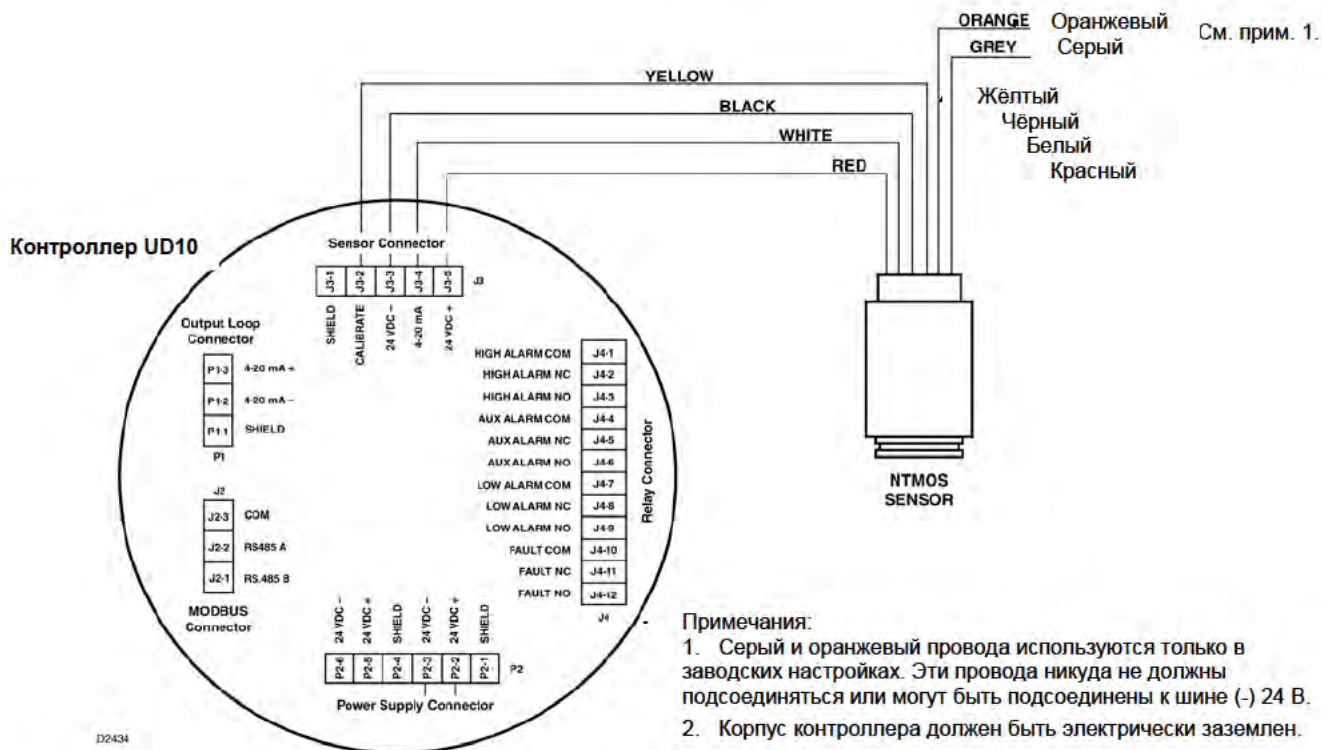 ORANGE Оранжевый
См. прим. 1.
GREY Серый
YELLOW
Жёлтый
BLACK
Чёрный
WHITE
Белый
RED
Красный
Контроллер UD10
Sensor Connector
J3-1 J3-2 J3-3 J3-4 J3-5 J3
SHIELD
CALIBRATE
24 VDC –
4-20 mA
24 VDC +
Output Loop
Connector
P1-3 4-20 mA +
P1-2 4-20 mA –
P1-1 SHIELD
P1
J2
J2-3 COM
J2-2 RS485 A
J2-1 RS.485 B
MODBUS
Connector
HIGH ALARM COM J4-1
HIGH ALARM NC J4-2
HIGH ALARM NO J4-3
AUX ALARM COM J4-4
AUX ALARM NC J4-5
AUX ALARM NO J4-6
LOW ALARM COM J4-7
LOW ALARM NC J4-8
LOW ALARM NO J4-9
FAULT COM J4-10
FAULT NC J4-11
FAULT NO J4-12
J4
Relay Connector
NTMOS
SENSOR
24 VDC –
24 VDC +
SHIELD
24 VDC –
24 VDC +
SHIELD
P2-6 P2-5 P2-4 P2-3 P2-2 P2-1 P2
Power Supply Connector
D2434
Примечания:
1. Серый и оранжевый провода используются только в
заводских настройках. Эти провода никуда не должны
подсоединяться или могут быть подсоединены к шине (-) 24 В.
2. Корпус контроллера должен быть электрически заземлен.